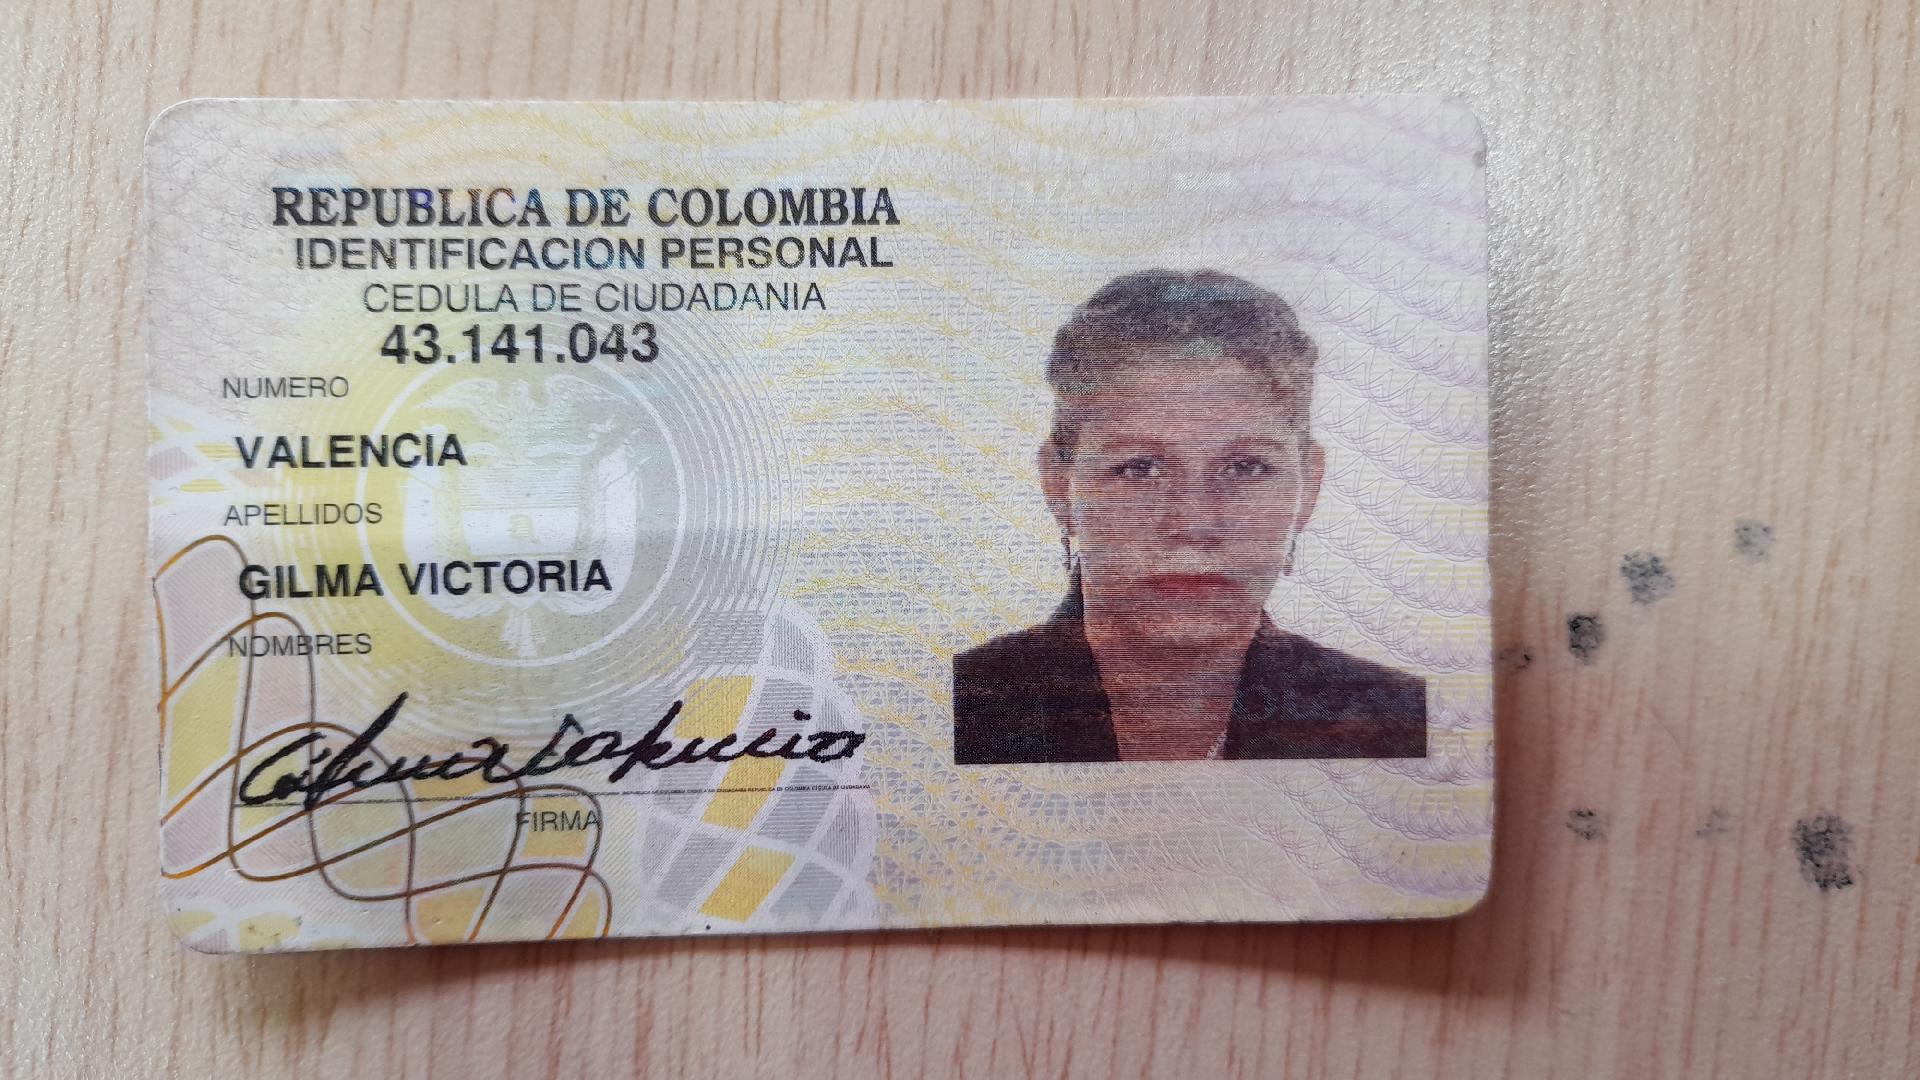 REPUBLICA DE COLOMBIA
IDENTIFICACION PERSONAL
CEDULA DE CIUDADANIA
43.141.043
NUMERO
VALENCIA
APELLIDOS
GILMA VICTORIA
NOMBRES
Gilma Valencia
FIRMA